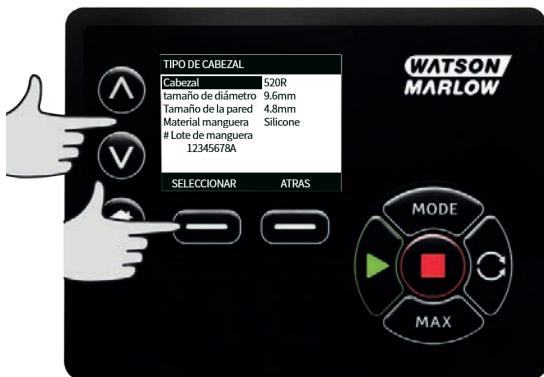 TIPO DE CABEZAL
Cabezal 520R
tamaño de diámetro 9.6mm
Tamaño de la pared 4.8mm
Material manguera Silicone
# Lote de manguera
12345678A
SELECCIONAR ATRAS
WATSON
MARLOW
MODE
MAX